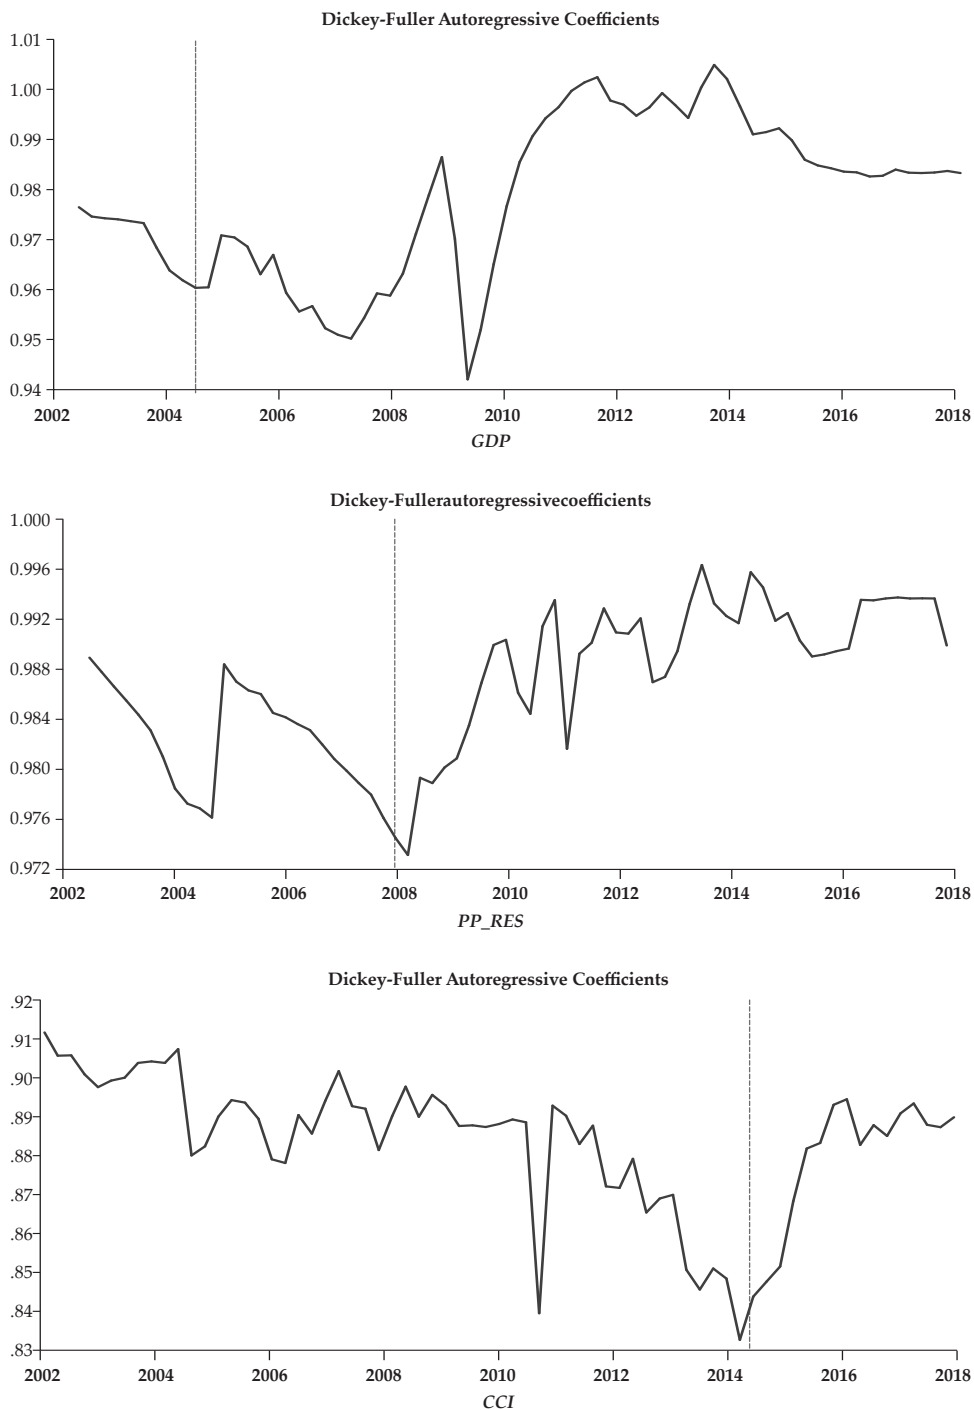 Dickey-Fuller Autoregressive Coefficients
1.01
1.00
0.99
0.98
0.97
0.96
0.95
0.94
2002 2004 2006 2008 2010 2012 2014 2016 2018
GDP
Dickey-Fullerautoregressivecoefficients
1.000
0.996
0.992
0.988
0.984
0.980
0.976
0.972
2002 2004 2006 2008 2010 2012 2014 2016 2018
PP_RES
Dickey-Fuller Autoregressive Coefficients
.92
.91
.90
.89
.88
.87
.86
.85
.84
.83
2002 2004 2006 2008 2010 2012 2014 2016 2018
CCI